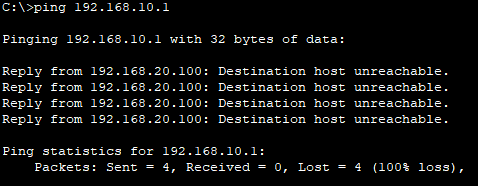 C:\>ping 192.168.10.1
Pinging 192.168.10.1 with 32 bytes of data:
Reply from 192.168.20.100: Destination host unreachable.
Reply from 192.168.20.100: Destination host unreachable.
Reply from 192.168.20.100: Destination host unreachable.
Reply from 192.168.20.100: Destination host unreachable.
Ping statistics for 192.168.10.1:
Packets: Sent = 4, Received = 0, Lost = 4 (100% loss),